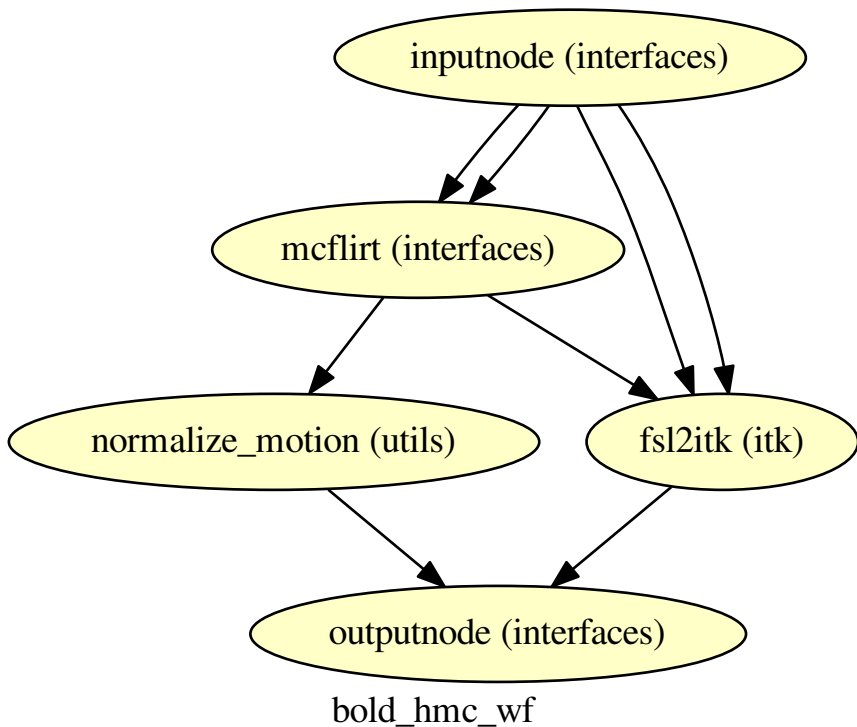 inputnode (interfaces)
mcflirt (interfaces)
normalize_motion (utils)
fsl2itk (itk)
outputnode (interfaces)
bold_hmc_wf